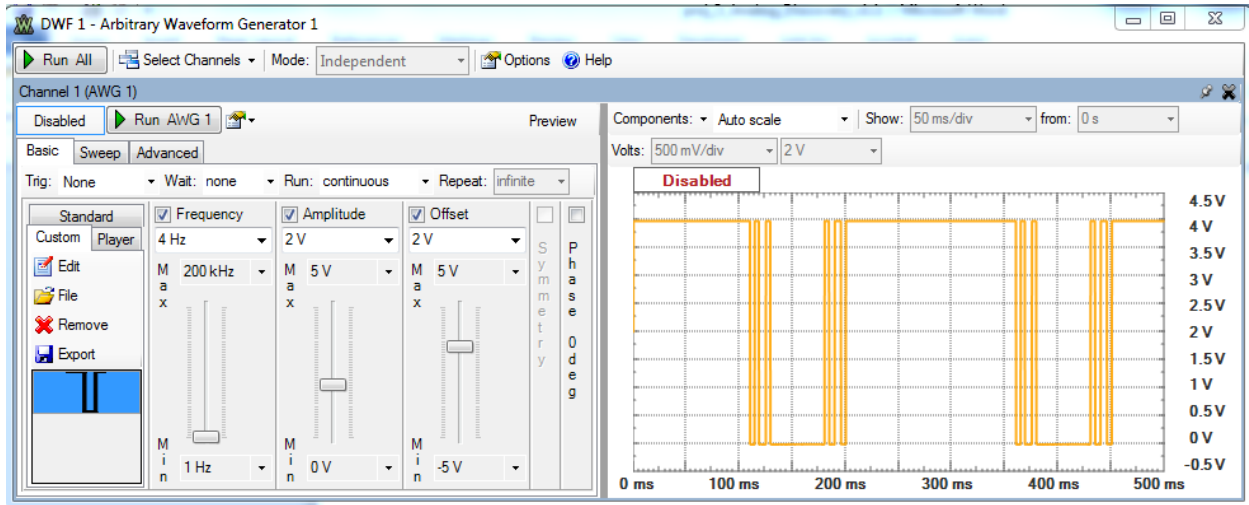 DWF 1 - Arbitrary Waveform Generator 1
Run All Select Channels Mode: Independent Options Help
Channel 1 (AWG 1)
Disabled Run AWG 1 Preview
Components: Auto scale Show: 50 ms/div from: 0 s
Basic Sweep Advanced
Volts: 500 mV/div 2 V
Trig: None Wait: none Run: continuous Repeat: infinite
Standard
Custom Player
Edit
File
Remove
Export
Frequency
4 Hz
Max 200 kHz
Min 1 Hz
Amplitude
2 V
Max 5 V
Min 0 V
Offset
2 V
Max 5 V
Min -5 V
Symmetry
Phase 0 deg
Disabled
4.5 V
4 V
3.5 V
3 V
2.5 V
2 V
1.5 V
1 V
0.5 V
0 V
-0.5 V
0 ms 100 ms 200 ms 300 ms 400 ms 500 ms